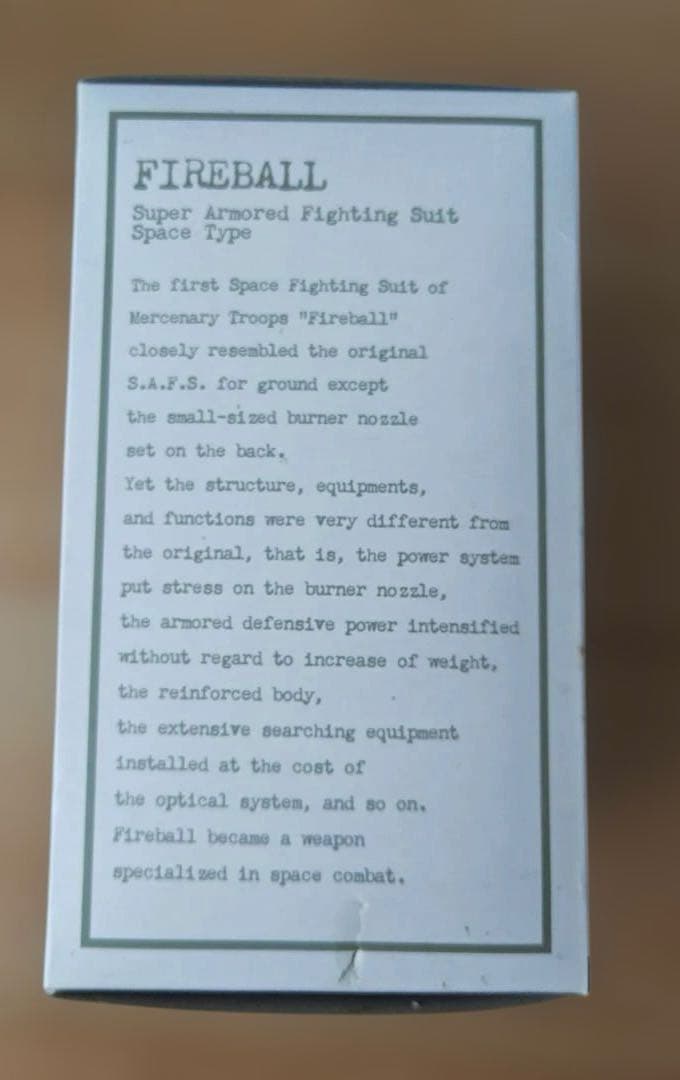 FIREBALL
Super Armored Fighting Suit
Space Type
The first Space Fighting Suit of
Mercenary Troops "Fireball"
closely resembled the original
S.A.F.S. for ground except
the small-sized burner nozzle
set on the back.
Yet the structure, equipments,
and functions were very different from
the original, that is, the power system
put stress on the burner nozzle,
the armored defensive power intensified
without regard to increase of weight,
the reinforced body,
the extensive searching equipment
installed at the cost of
the optical system, and so on.
Fireball became a weapon
specialized in space combat.